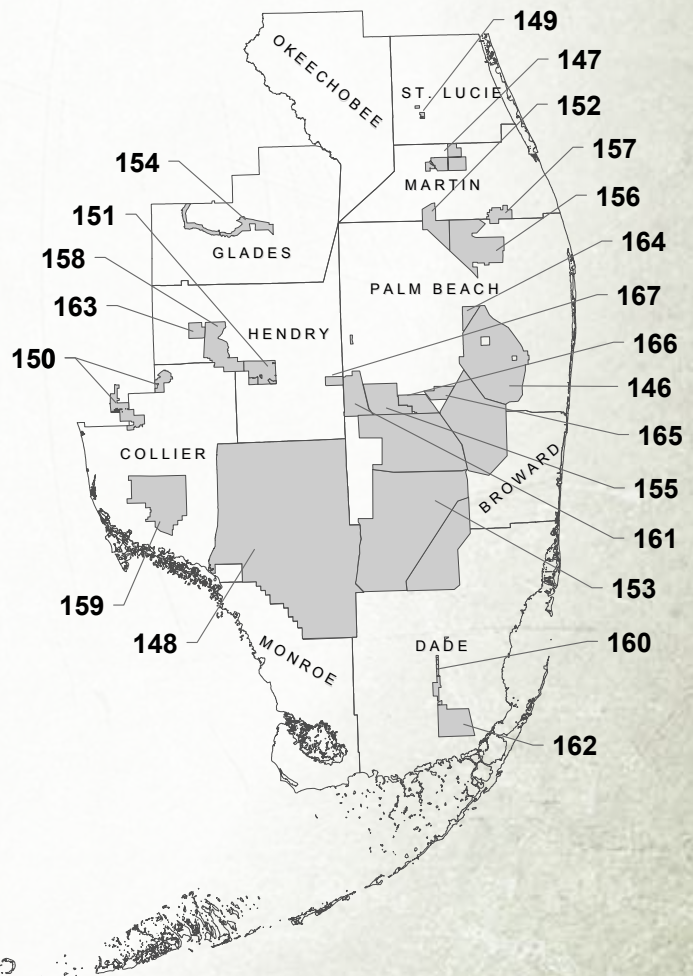 149
OKEECHOBEE
147
ST. LUCIE
152
157
154
MARTIN
156
151
164
GLADES
158
PALM BEACH
167
163
HENDRY
166
150
146
165
COLLIER
BROWARD
155
161
153
159
148
DADE
160
MONROE
162